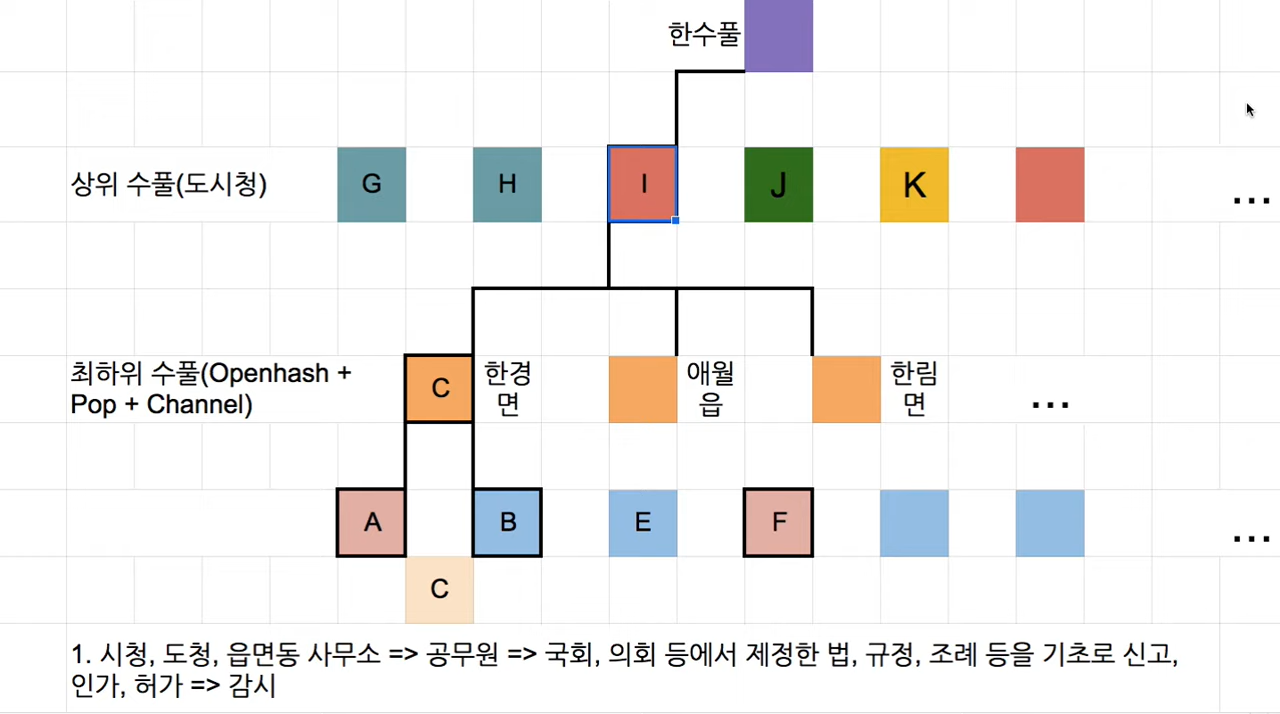 한수풀
상위 수풀(도시청)
G
H
I
J
K
...
최하위 수풀(Openhash +
Pop + Channel)
C
한경
면
애월
읍
한림
면
...
A
B
E
F
...
C
1. 시청, 도청, 읍면동 사무소 => 공무원 => 국회, 의회 등에서 제정한 법, 규정, 조례 등을 기초로 신고,
인가, 허가 => 감시